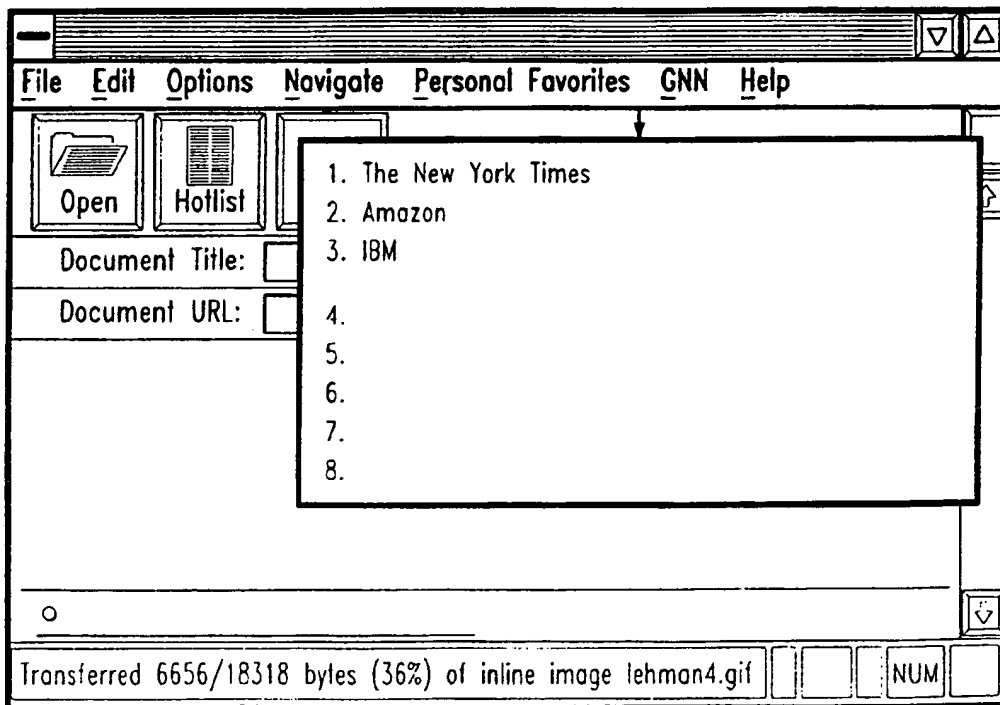 File Edit Options Navigate Personal Favorites GNN Help
Open Hotlist
1. The New York Times
2. Amazon
3. IBM
Document Title:
Document URL:
4.
5.
6.
7.
8.
Transferred 6656/18318 bytes (36%) of inline image lehman4.gif NUM